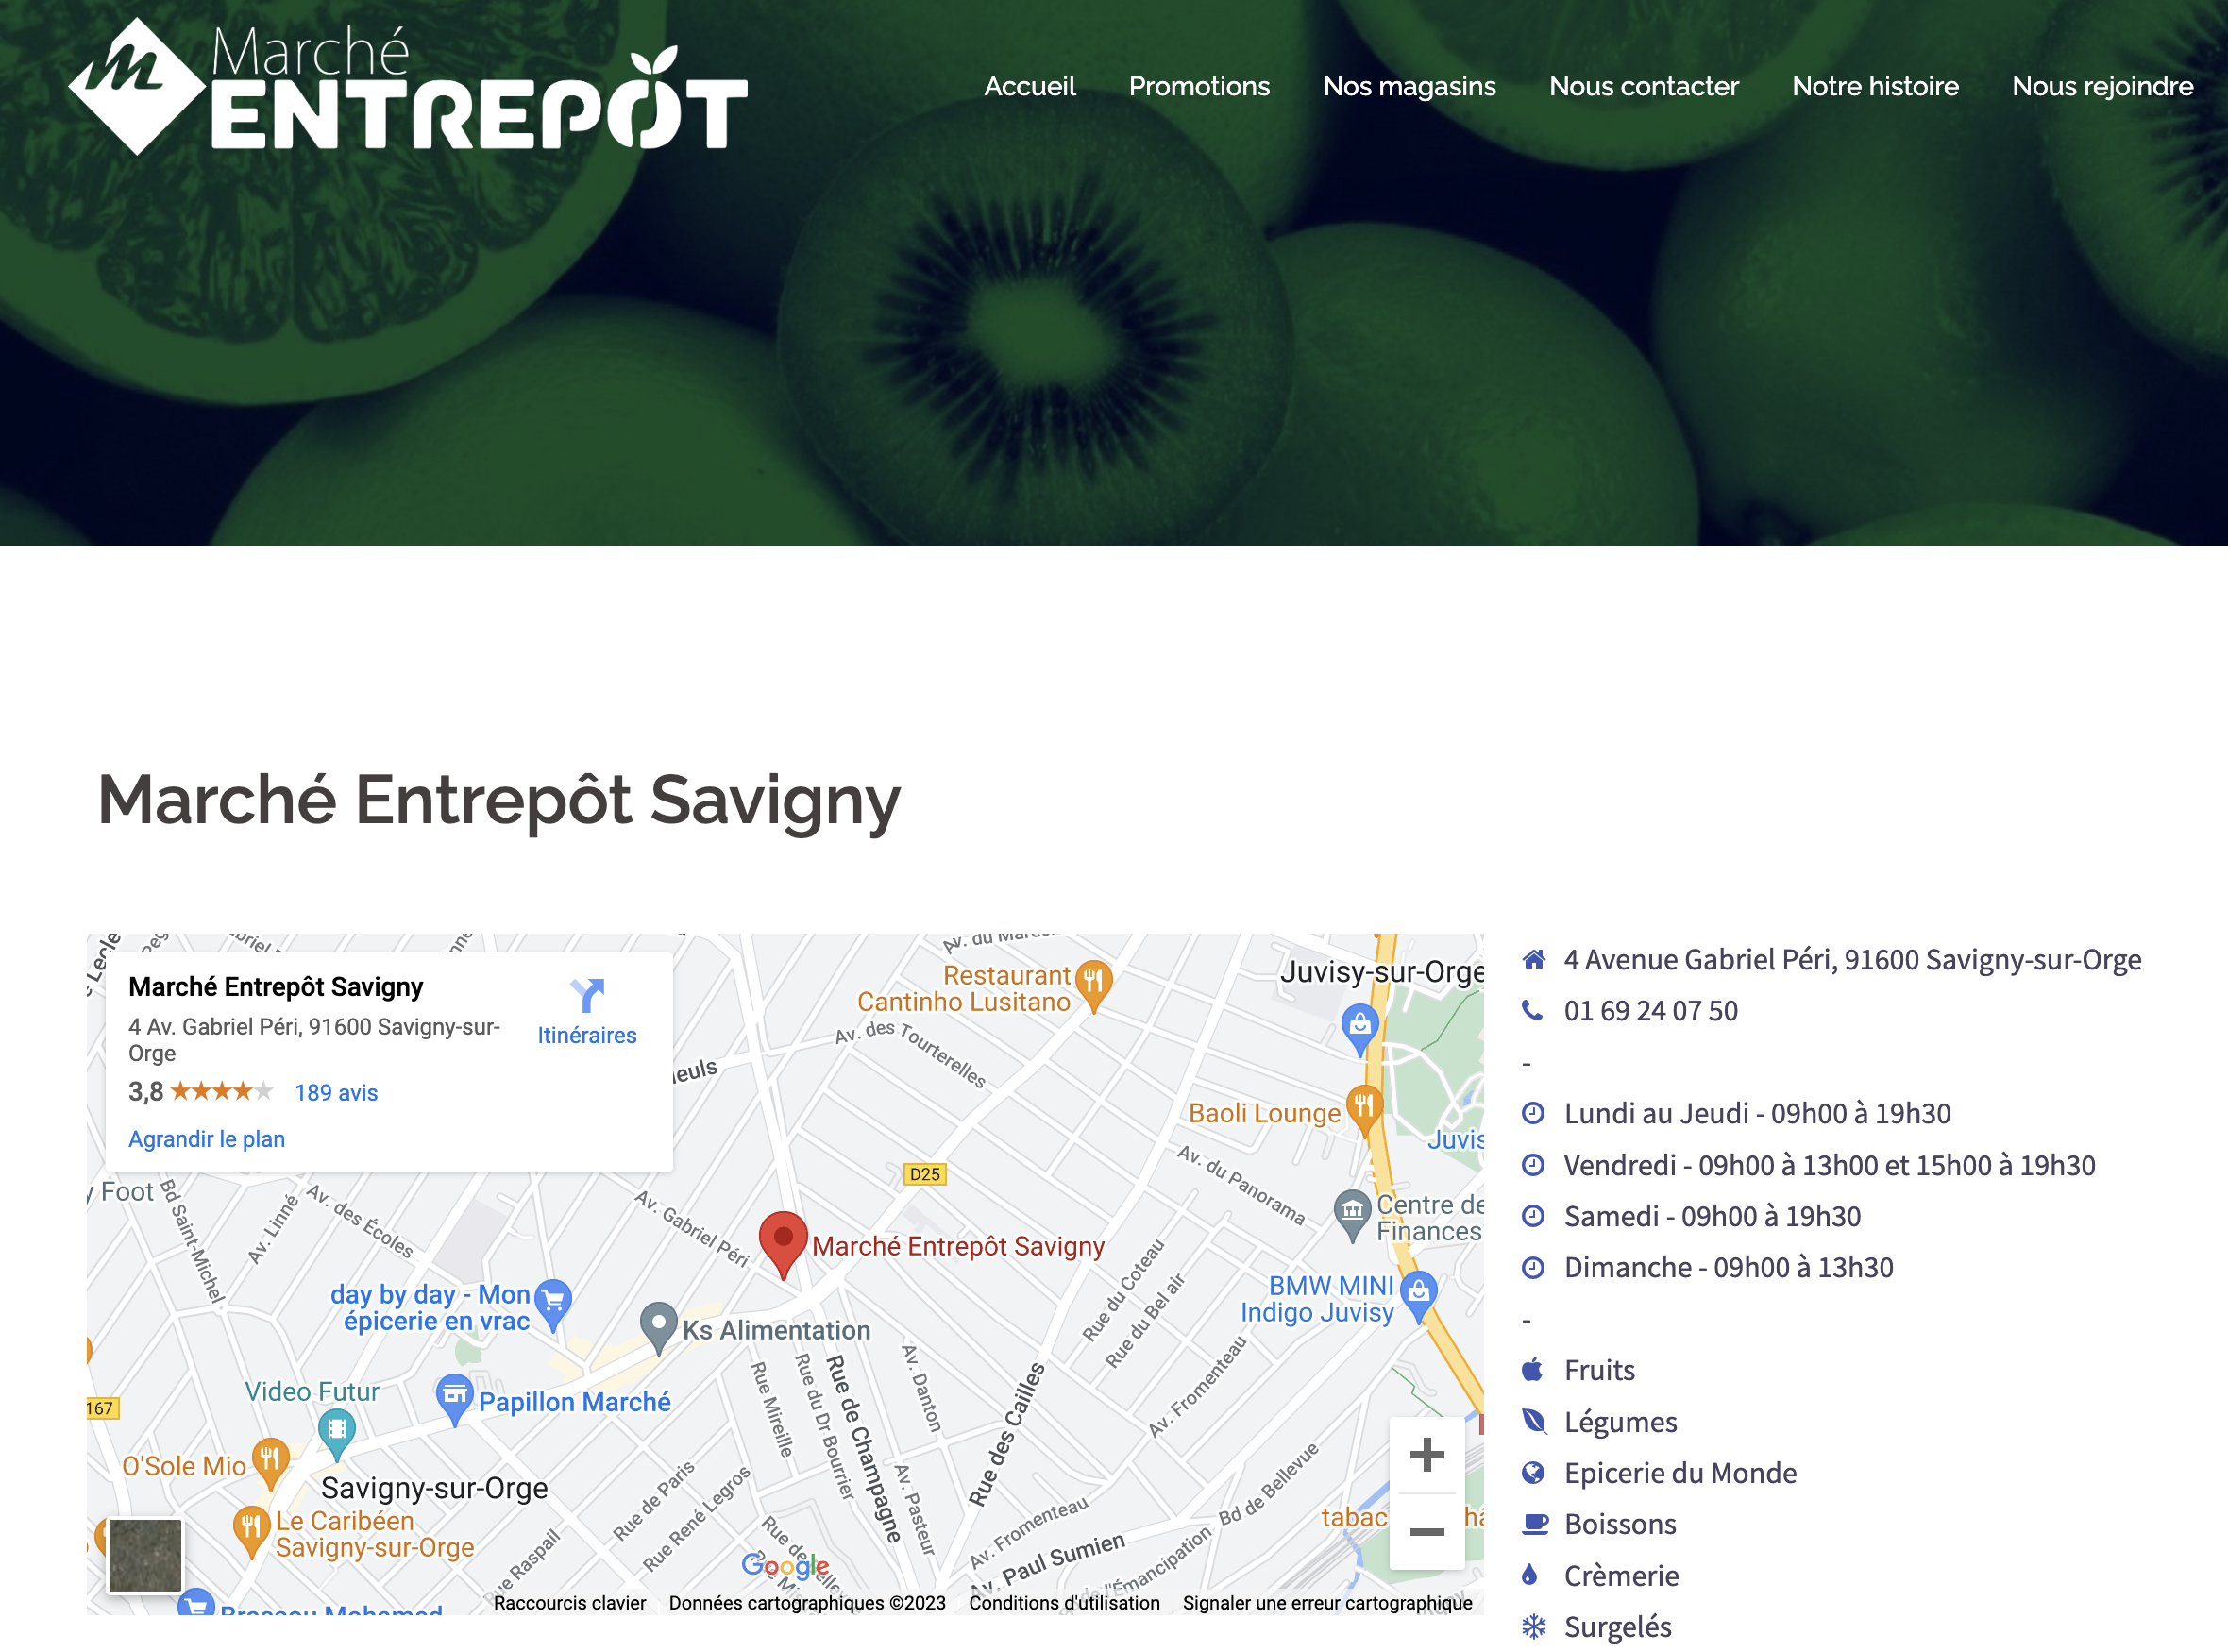 Marché
ENTREPÔT
Accueil
Promotions
Nos magasins
Nous contacter
Notre histoire
Nous rejoindre
Marché Entrepôt Savigny
Marché Entrepôt Savigny
4 Av. Gabriel Péri, 91600 Savigny-sur-
Orge
3,8
189 avis
Agrandir le plan
Itinéraires
Av. des Tourterelles
Restaurant
Cantinho Lusitano
Juvisy-sur-Orge
Baoli Lounge
Av. du Panorama
D25
Foot
Bd Saint-Michel
Av. Linné
Av. des Écoles
Av. Gabriel Péri
Marché Entrepôt Savigny
Centre de
Finances
BMW MINI
Indigo Juvisy
Rue du Coteau
Rue du Bel air
day by day - Mon
épicerie en vrac
Ks Alimentation
Video Futur
Papillon Marché
167
O'Sole Mio
Savigny-sur-Orge
Le Caribéen
Savigny-sur-Orge
Rue Mireille
Rue du Dr Bourrier
Rue de Champagne
Av. Danton
Av. Pasteur
Rue des Cailles
Av. Fromenteau
Av. Fromenteau
Bd de Bellevue
Rue de Paris
Rue René Legros
Rue Raspail
Av. Paul Sumien
de l'Émancipation
tabac
Google
Raccourcis clavier
Données cartographiques ©2023
Conditions d'utilisation
Signaler une erreur cartographique
4 Avenue Gabriel Péri, 91600 Savigny-sur-Orge
01 69 24 07 50
-
Lundi au Jeudi - 09h00 à 19h30
Vendredi - 09h00 à 13h00 et 15h00 à 19h30
Samedi - 09h00 à 19h30
Dimanche - 09h00 à 13h30
-
Fruits
Légumes
Epicerie du Monde
Boissons
Crèmerie
Surgelés